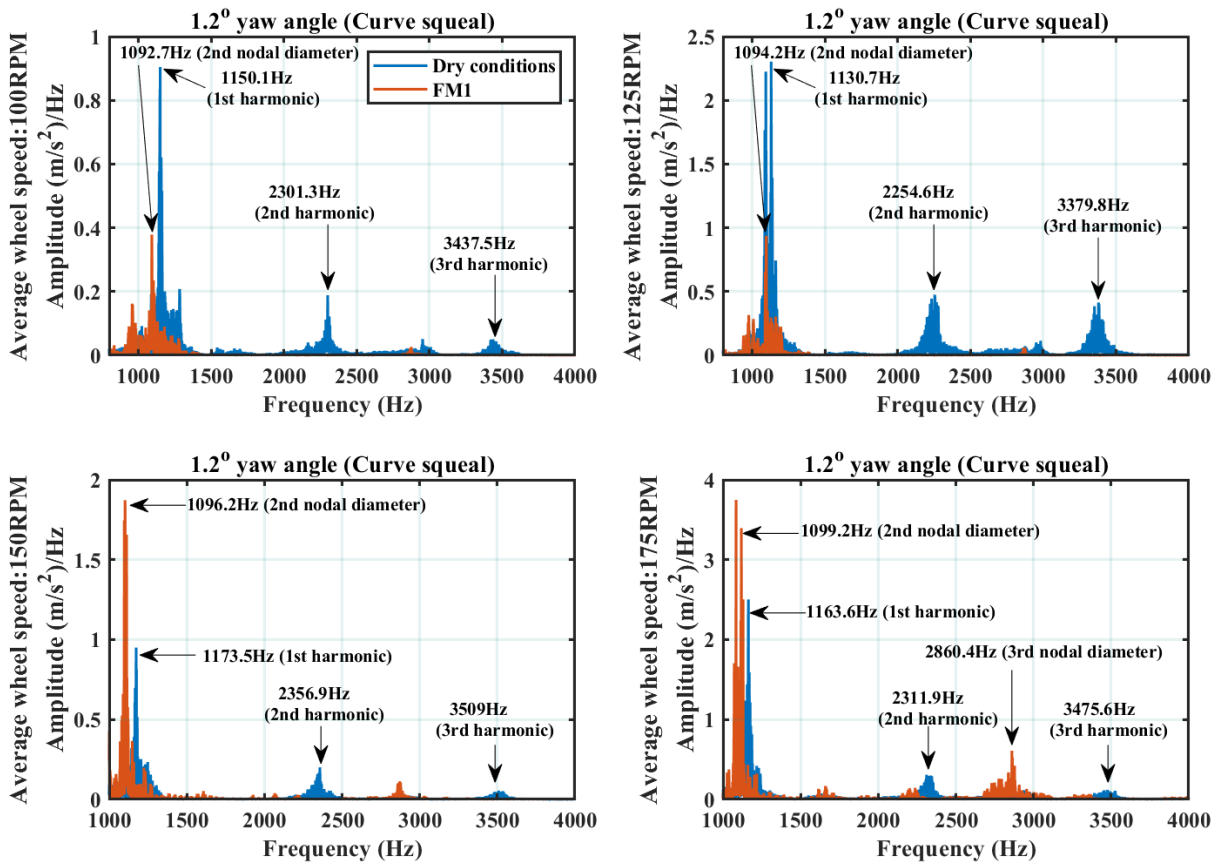 1.2° yaw angle (Curve squeal)
Average wheel speed:100RPM
Amplitude (m/s²)/Hz
1
0.8
0.6
0.4
0.2
0
1092.7Hz (2nd nodal diameter)
1150.1Hz
(1st harmonic)
Dry conditions
FM1
2301.3Hz
(2nd harmonic)
3437.5Hz
(3rd harmonic)
1000 1500 2000 2500 3000 3500 4000
Frequency (Hz)
1.2° yaw angle (Curve squeal)
Average wheel speed:125RPM
Amplitude (m/s²)/Hz
2.5
2
1.5
1
0.5
0
1094.2Hz (2nd nodal diameter)
1130.7Hz
(1st harmonic)
2254.6Hz
(2nd harmonic)
3379.8Hz
(3rd harmonic)
1000 1500 2000 2500 3000 3500 4000
Frequency (Hz)
1.2° yaw angle (Curve squeal)
Average wheel speed:150RPM
Amplitude (m/s²)/Hz
2
1.5
1
0.5
0
1096.2Hz (2nd nodal diameter)
1173.5Hz (1st harmonic)
2356.9Hz
(2nd harmonic)
3509Hz
(3rd harmonic)
1000 1500 2000 2500 3000 3500 4000
Frequency (Hz)
1.2° yaw angle (Curve squeal)
Average wheel speed:175RPM
Amplitude (m/s²)/Hz
4
3
2
1
0
1099.2Hz (2nd nodal diameter)
1163.6Hz (1st harmonic)
2860.4Hz (3rd nodal diameter)
2311.9Hz
(2nd harmonic)
3475.6Hz
(3rd harmonic)
1000 1500 2000 2500 3000 3500 4000
Frequency (Hz)